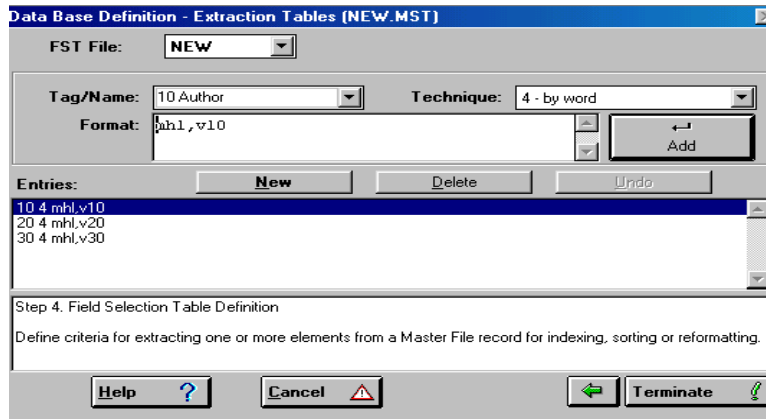 Data Base Definition - Extraction Tables (NEW.MST)
FST File: NEW
Tag/Name: 10 Author Technique: 4 - by word
Format: mhl,v10
Add
Entries: New Delete Undo
10 4 mhl,v10
20 4 mhl,v20
30 4 mhl,v30
Step 4. Field Selection Table Definition
Define criteria for extracting one or more elements from a Master File record for indexing, sorting or reformatting.
Help ? Cancel Terminate